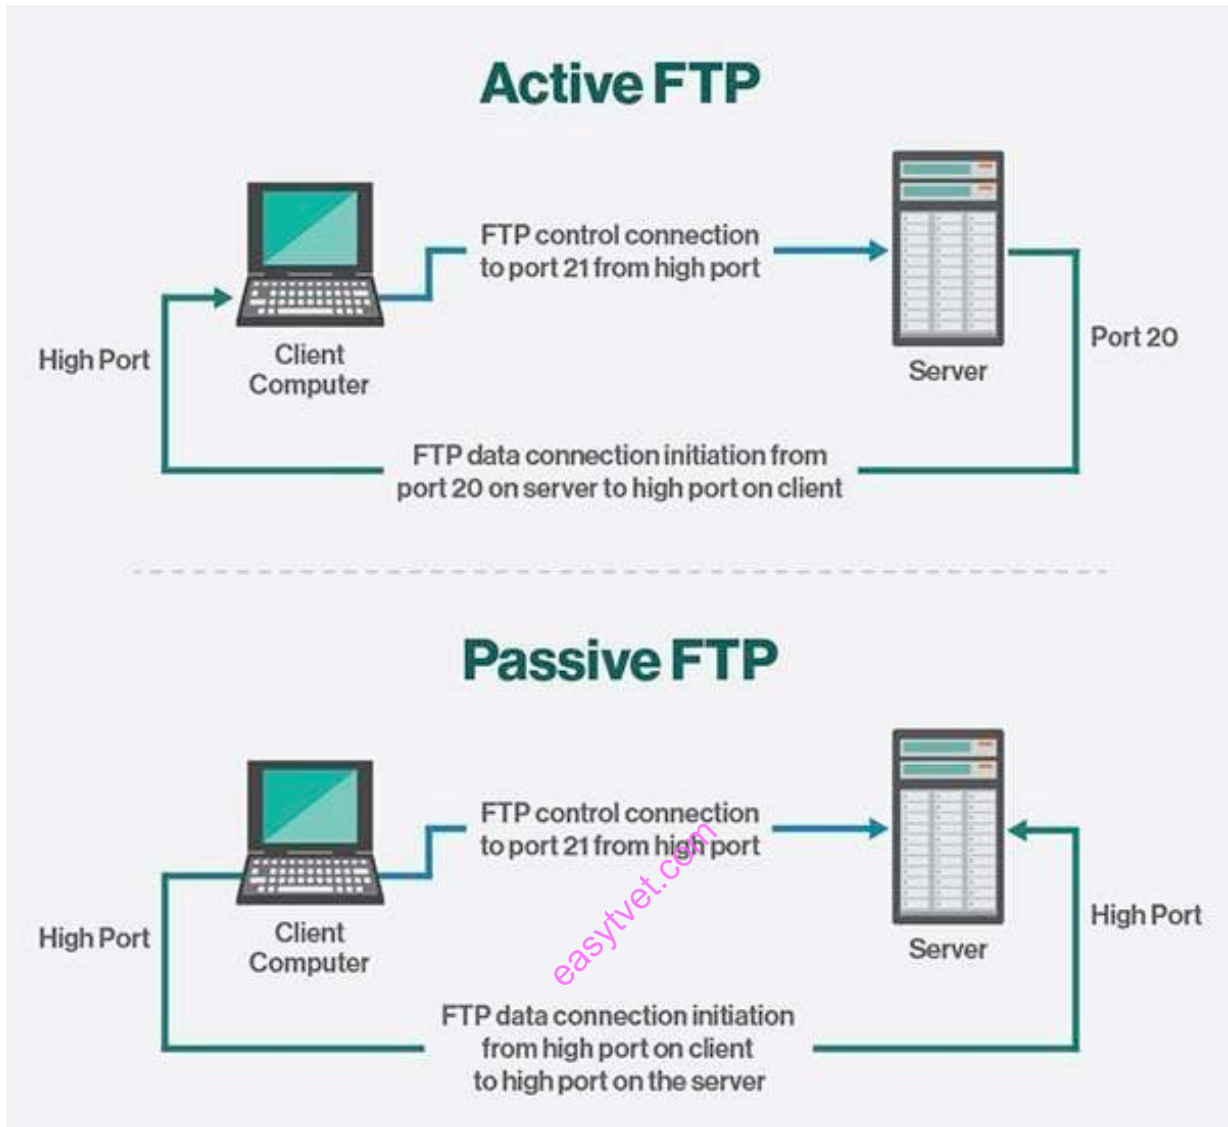 Active FTP
FTP control connection
to port 21 from high port
High Port
Client
Computer
Server
Port 20
FTP data connection initiation from
port 20 on server to high port on client
Passive FTP
FTP control connection
to port 21 from high port
easytvet.com
High Port
Client
Computer
Server
High Port
FTP data connection initiation
from high port on client
to high port on the server